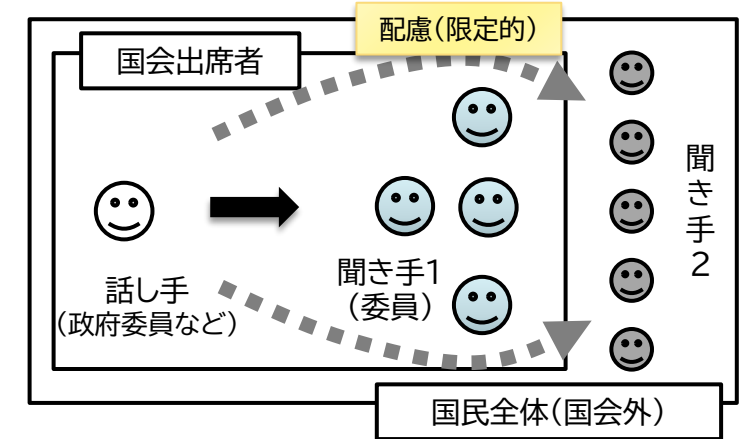 配慮(限定的)
国会出席者
話し手
(政府委員など)
聞き手1
(委員)
聞き手2
国民全体(国会外)